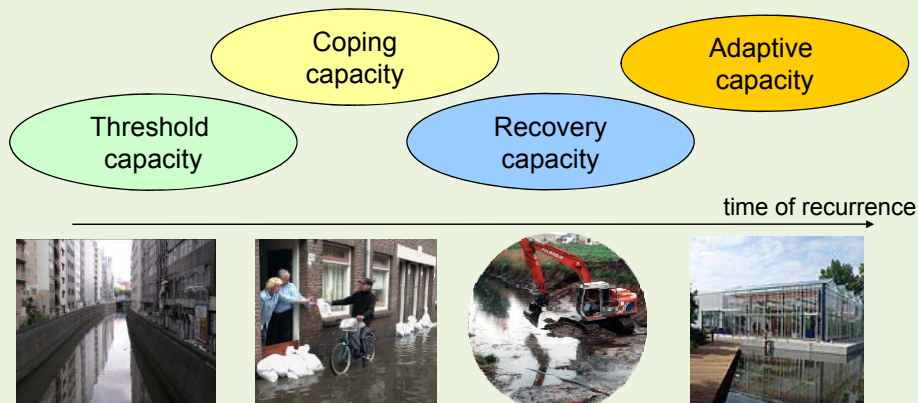 Coping
capacity
Adaptive
capacity
Threshold
capacity
Recovery
capacity
time of recurrence